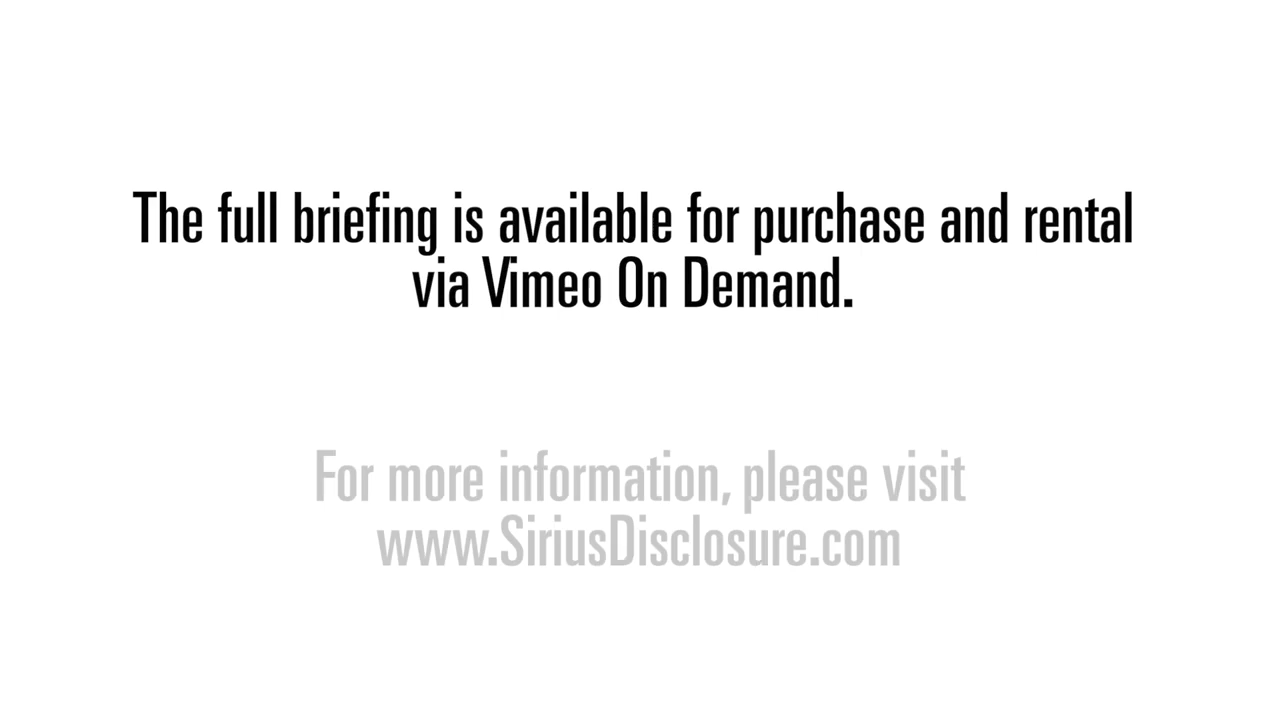 The full briefing is available for purchase and rental
via Vimeo On Demand.
For more information, please visit
www.SiriusDisclosure.com